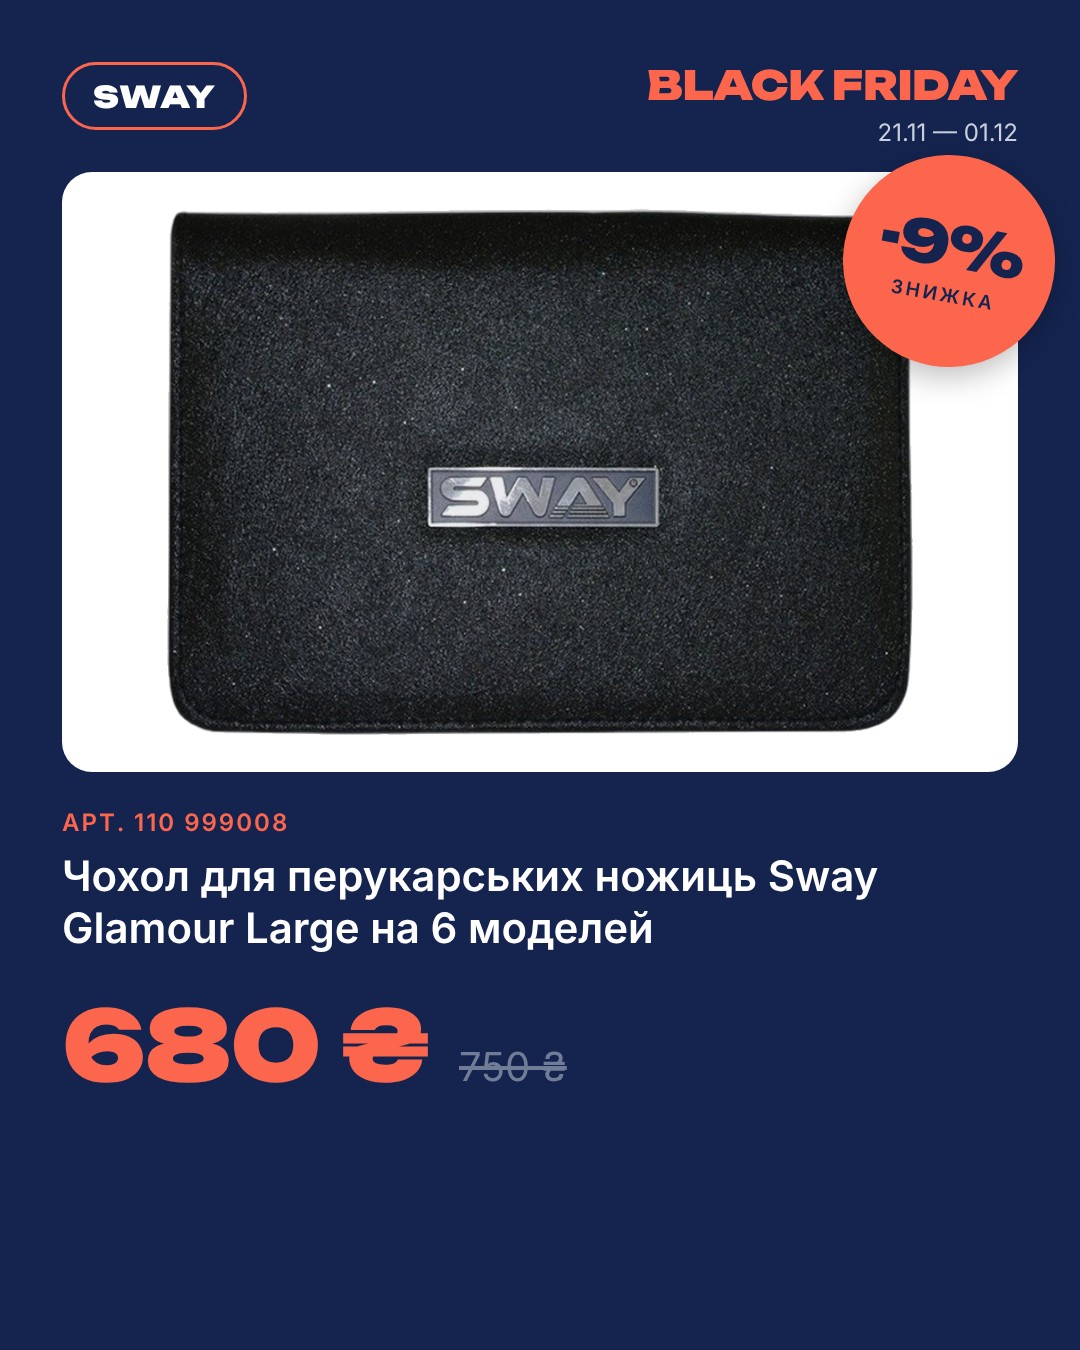 SWAY
BLACK FRIDAY
21.11 — 01.12
-9%
ЗНИЖКА
SWAY
АРТ. 110 999008
Чохол для перукарських ножиць Sway
Glamour Large на 6 моделей
680 ₴
750 ₴